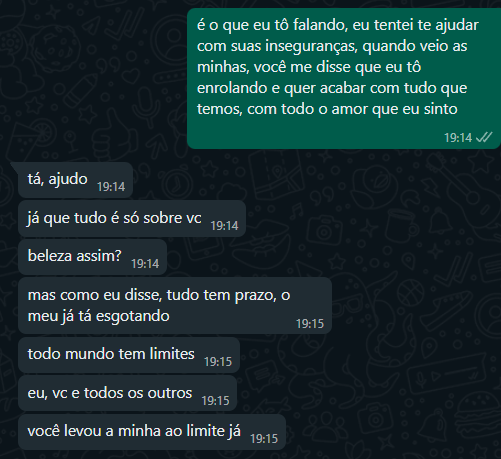 é o que eu tô falando, eu tentei te ajudar
com suas inseguranças, quando veio as
minhas, você me disse que eu tô
enrolando e quer acabar com tudo que
temos, com todo o amor que eu sinto
19:14
tá, ajudo 19:14
já que tudo é só sobre vc 19:14
beleza assim? 19:14
mas como eu disse, tudo tem prazo, o
meu já tá esgotando
19:15
todo mundo tem limites 19:15
eu, vc e todos os outros 19:15
você levou a minha ao limite já 19:15